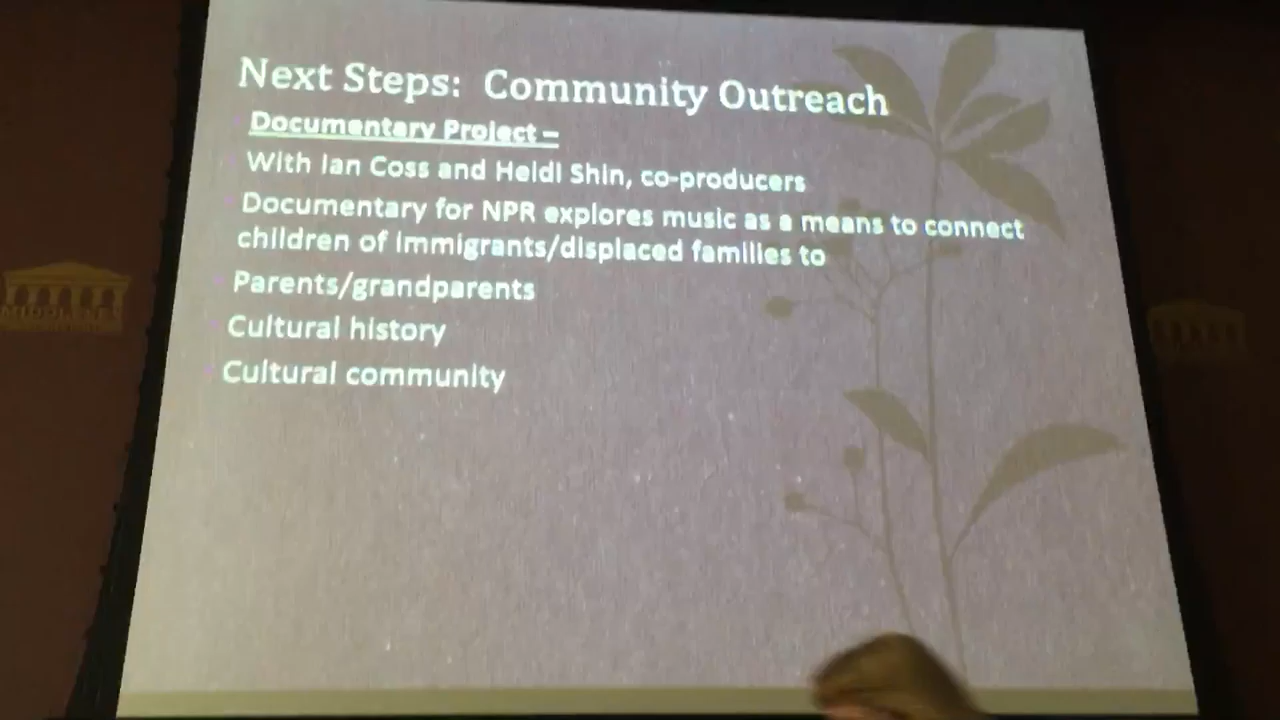 Next Steps: Community Outreach
Documentary Project –
With Ian Coss and Heidi Shin, co-producers
Documentary for NPR explores music as a means to connect
children of immigrants/displaced families to
Parents/grandparents
Cultural history
Cultural community